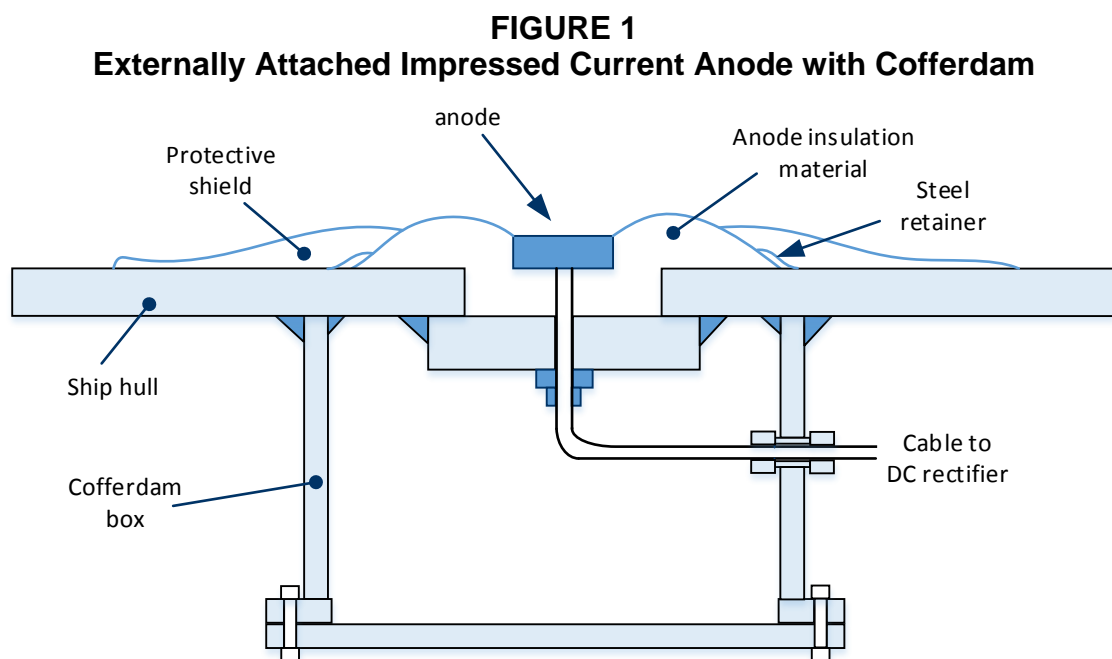 FIGURE 1
Externally Attached Impressed Current Anode with Cofferdam
anode
Protective
shield
Anode insulation
material
Steel
retainer
Ship hull
Cofferdam
box
Cable to
DC rectifier